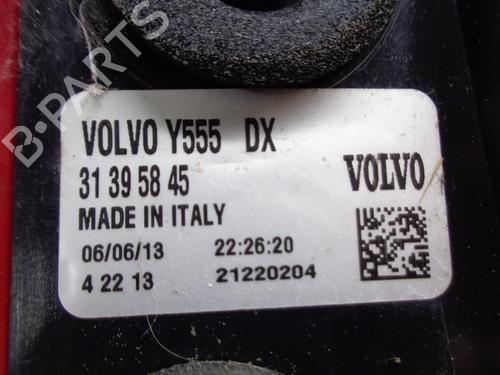 B-PARTS
VOLVO Y555 DX
31 39 58 45
VOLVO
MADE IN ITALY
06/06/13 22:26:20
4 22 13 21220204